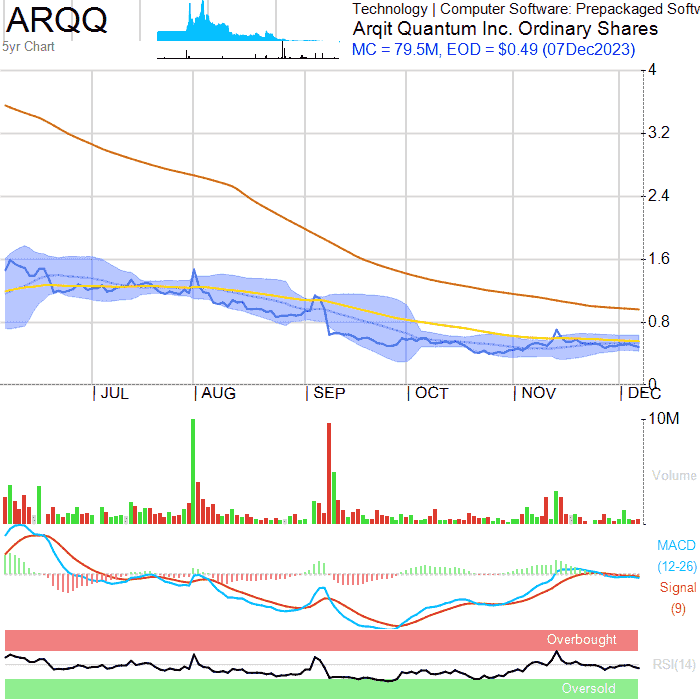 ARQQ
5yr Chart
Technology | Computer Software: Prepackaged Softw
Arqit Quantum Inc. Ordinary Shares
MC = 79.5M, EOD = $0.49 (07Dec2023)
4
3.2
2.4
1.6
0.8
0
JUL
AUG
SEP
OCT
NOV
DEC
10M
Volume
MACD
(12-26)
Signal
(9)
Overbought
RSI(14)
Oversold